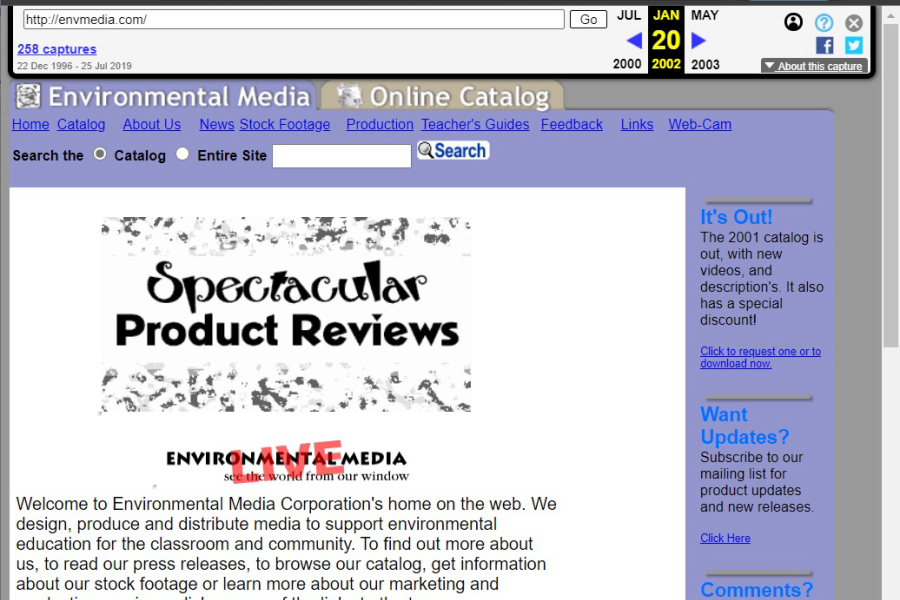 http://envmedia.com/
Go
JUL JAN MAY
20
2000 2002 2003
258 captures
22 Dec 1996 - 25 Jul 2019
About this capture
Environmental Media
Online Catalog
Home Catalog About Us News Stock Footage Production Teacher's Guides Feedback Links Web-Cam
Search the Catalog Entire Site Search
Spectacular
Product Reviews
ENVIRONMENTAL MEDIA
LIVE
see the world from our window
Welcome to Environmental Media Corporation's home on the web. We
design, produce and distribute media to support environmental
education for the classroom and community. To find out more about
us, to read our press releases, to browse our catalog, get information
about our stock footage or learn more about our marketing and
It's Out!
The 2001 catalog is
out, with new
videos, and
description's. It also
has a special
discount!
Click to request one or to
download now.
Want
Updates?
Subscribe to our
mailing list for
product updates
and new releases.
Click Here
Comments?